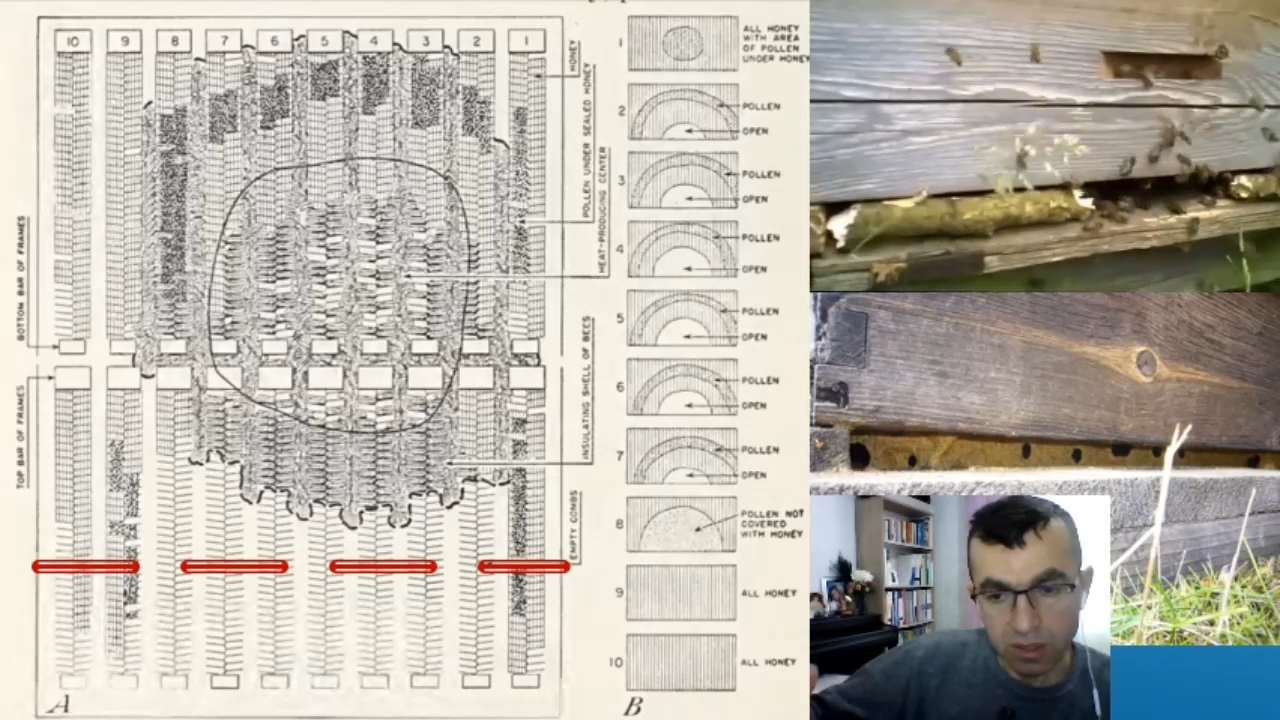 10 9 8 7 6 5 4 3 2 1
HONEY
POLLEN UNDER SEALED HONEY
HEAT-PRODUCING CENTER
BOTTOM BAR OF FRAMES
TOP BAR OF FRAMES
INSULATING SHELL OF BEES
EMPTY COMBS
A
1
ALL HONEY
WITH AREA
OF POLLEN
UNDER HONEY
2
POLLEN
OPEN
3
POLLEN
OPEN
4
POLLEN
OPEN
5
POLLEN
OPEN
6
POLLEN
OPEN
7
POLLEN
OPEN
8
POLLEN NOT
COVERED
WITH HONEY
9
ALL HONEY
10
ALL HONEY
B